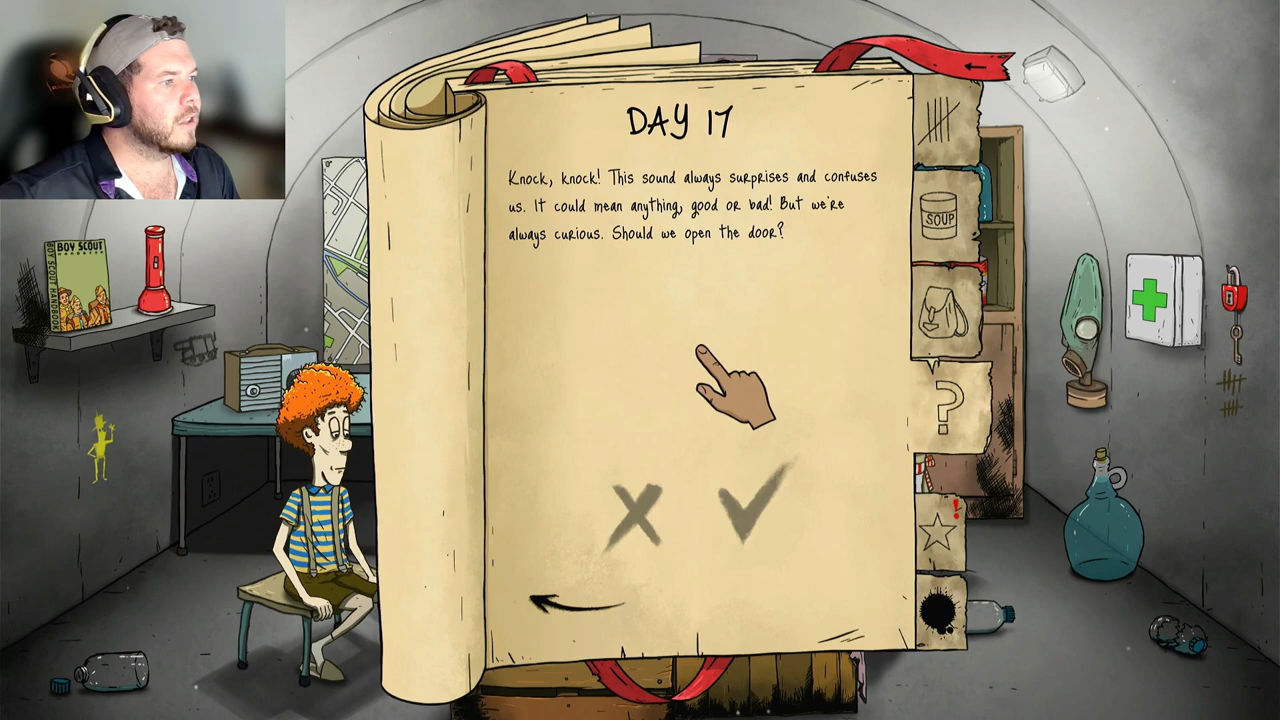 DAY 17
Knock, knock! This sound always surprises and confuses
us. It could mean anything, good or bad! But we're
always curious. Should we open the door?
BOY SCOUT
HANDBOOK
BOY SCOUT HANDBOOK
SOUP
?
!